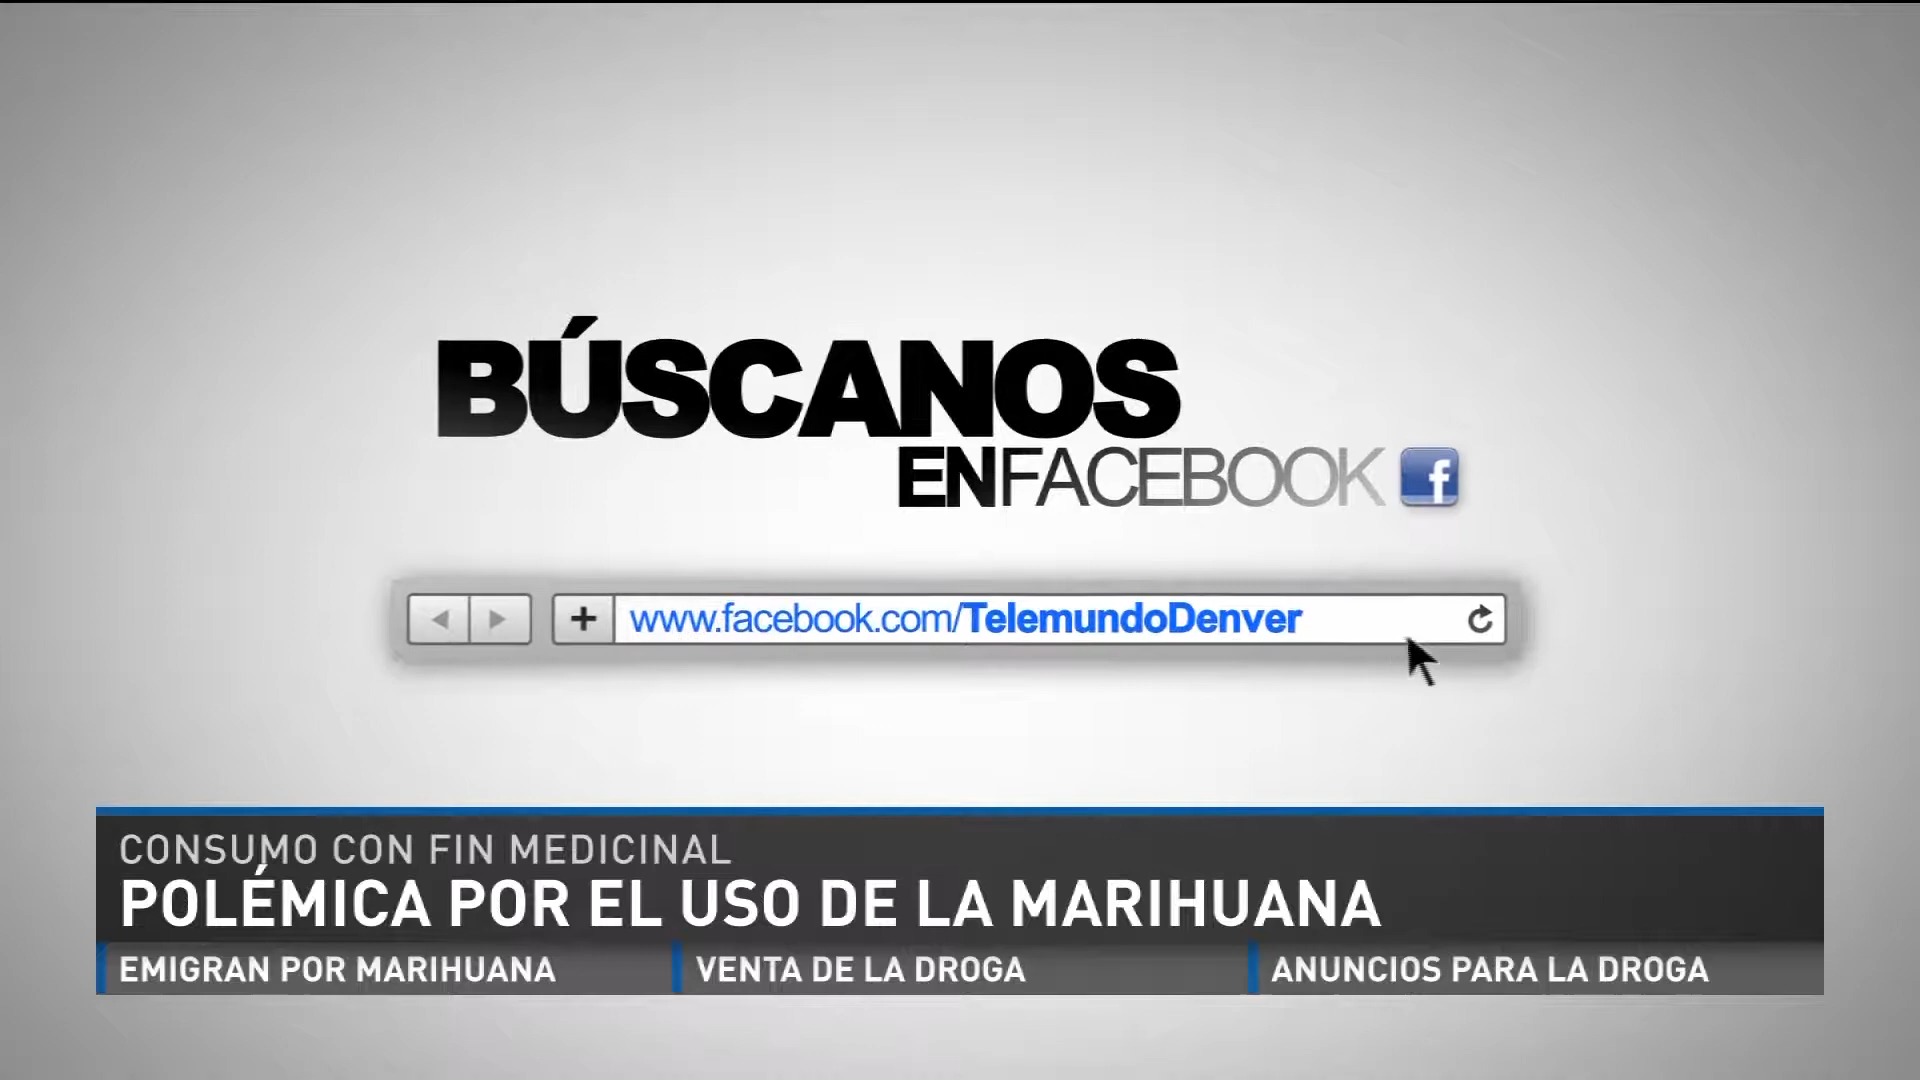 BÚSCANOS
ENFACEBOOK f
www.facebook.com/TelemundoDenver
CONSUMO CON FIN MEDICINAL
POLÉMICA POR EL USO DE LA MARIHUANA
EMIGRAN POR MARIHUANA
VENTA DE LA DROGA
ANUNCIOS PARA LA DROGA